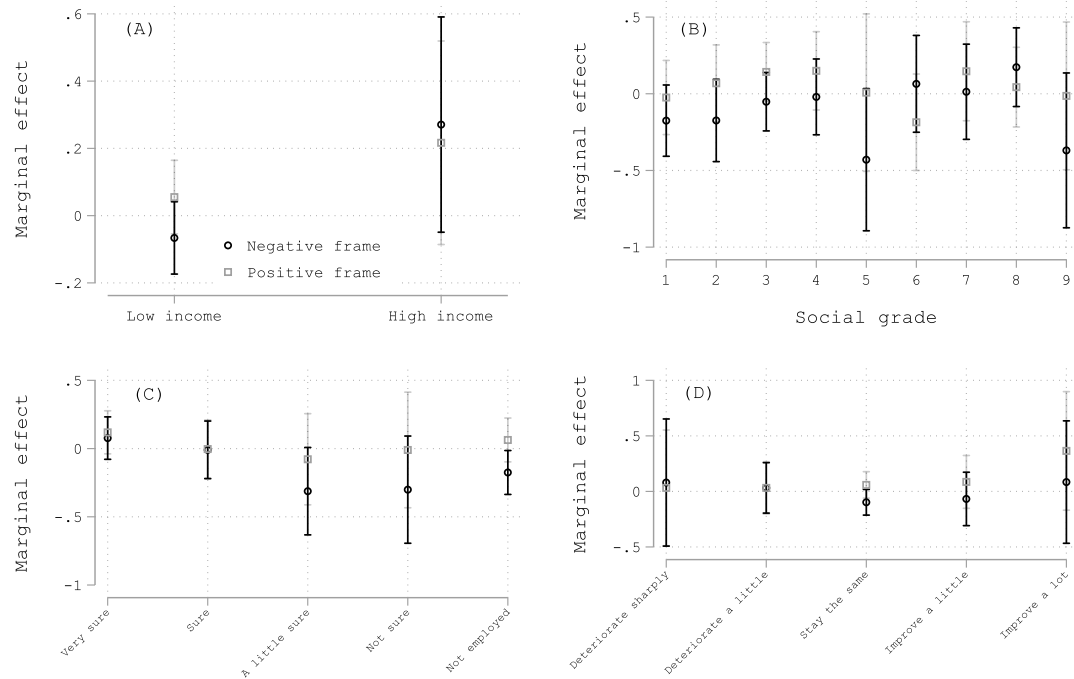 (A)
Marginal effect
.6
.4
.2
0
-.2
Negative frame
Positive frame
Low income
High income
(B)
Marginal effect
.5
0
-.5
-1
1 2 3 4 5 6 7 8 9
Social grade
(C)
Marginal effect
.5
0
-.5
-1
Very sure
Sure
A little sure
Not sure
Not employed
(D)
Marginal effect
1
.5
0
-.5
Deteriorate sharply
Deteriorate a little
Stay the same
Improve a little
Improve a lot